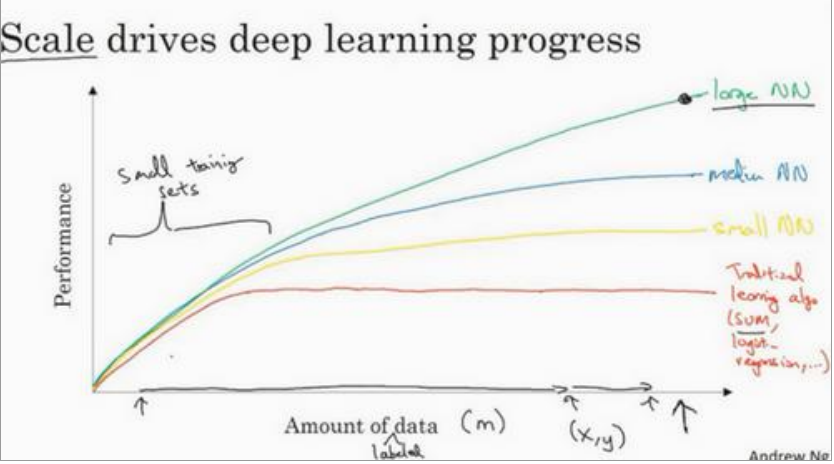 Scale drives deep learning progress
large NN
small training
sets
medium NN
Performance
small NN
Traditional
learning algo
(SVM,
logist-
regression,...)
Amount of data (m)
(x,y)
labeled
Andrew Ng